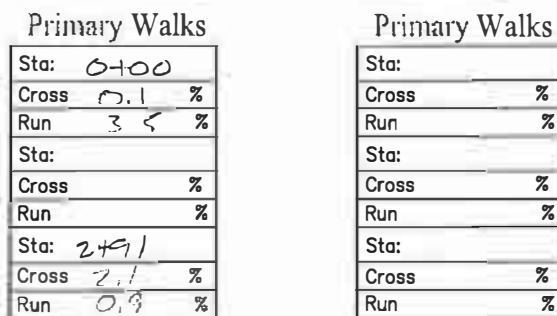 Primary Walks
Sta: 0+00
Cross 0.1 %
Run 3.5 %
Sta:
Cross %
Run %
Sta: 2+91
Cross 2.1 %
Run 0.9 %
Primary Walks
Sta:
Cross %
Run %
Sta:
Cross %
Run %
Sta:
Cross %
Run %